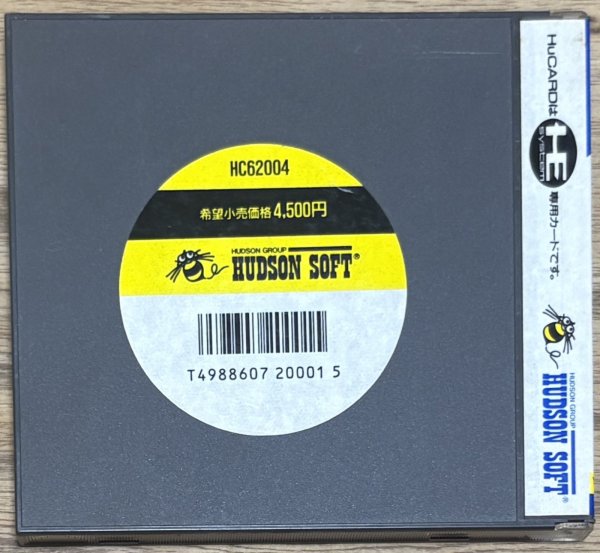 HC62004
希望小売価格 4,500円
HUDSON GROUP
HUDSON SOFT®
T4988607 20001 5
HuCARDは
HE
system
専用カードです。
HUDSON GROUP
HUDSON SOFT®